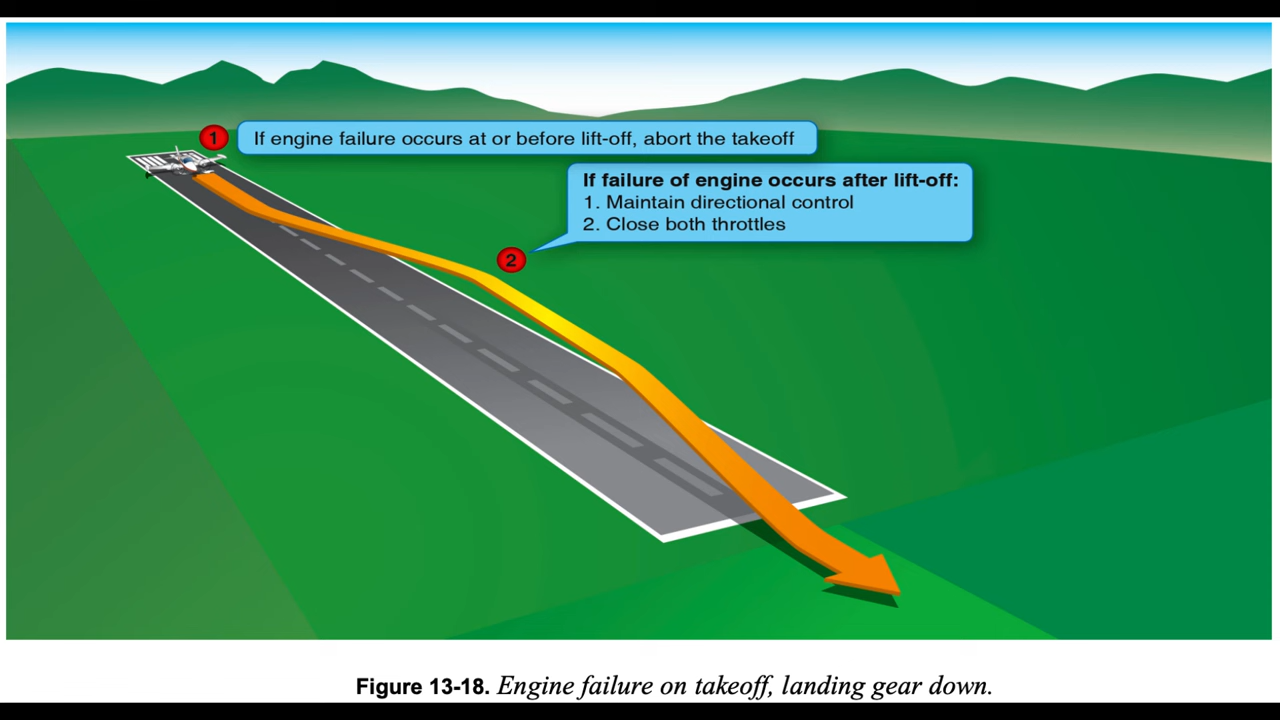 1
If engine failure occurs at or before lift-off, abort the takeoff
If failure of engine occurs after lift-off:
1. Maintain directional control
2. Close both throttles
2
Figure 13-18. Engine failure on takeoff, landing gear down.